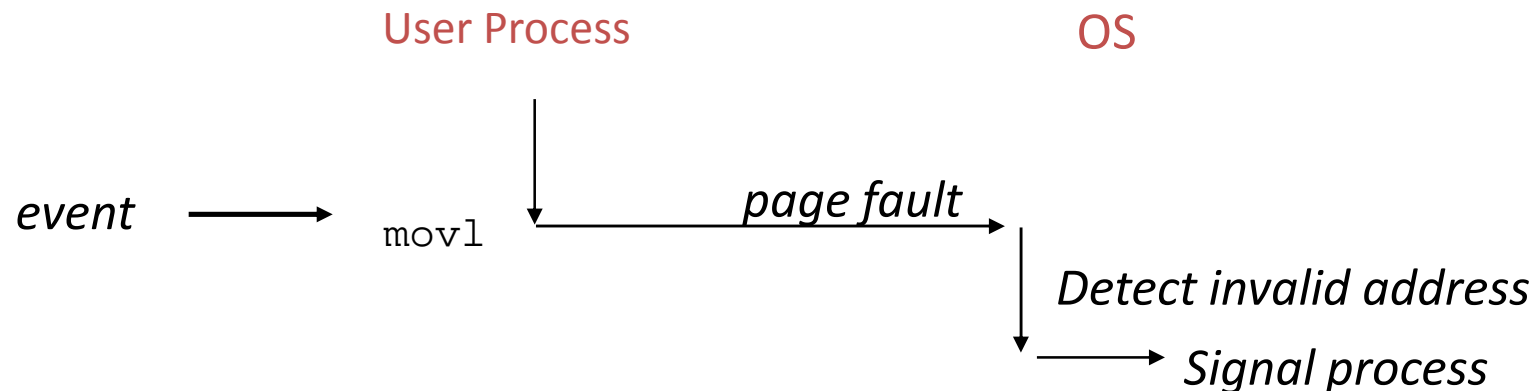 User Process
OS
event
movl
page fault
Detect invalid address
Signal process